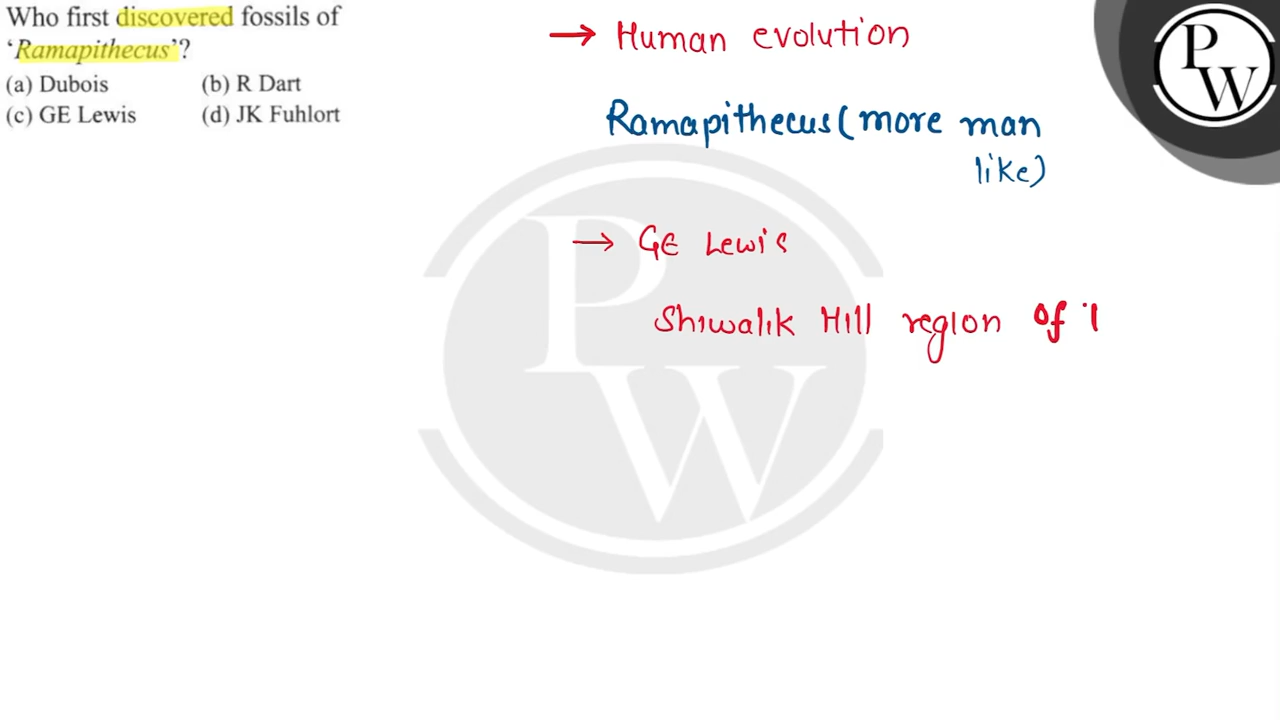 Who first discovered fossils of
‘Ramapithecus’?
(a) Dubois (b) R Dart
(c) GE Lewis (d) JK Fuhlort
→ Human evolution
Ramapithecus (more man
like)
→ GE Lewis
Shiwalik Hill region of
P
W
P
W